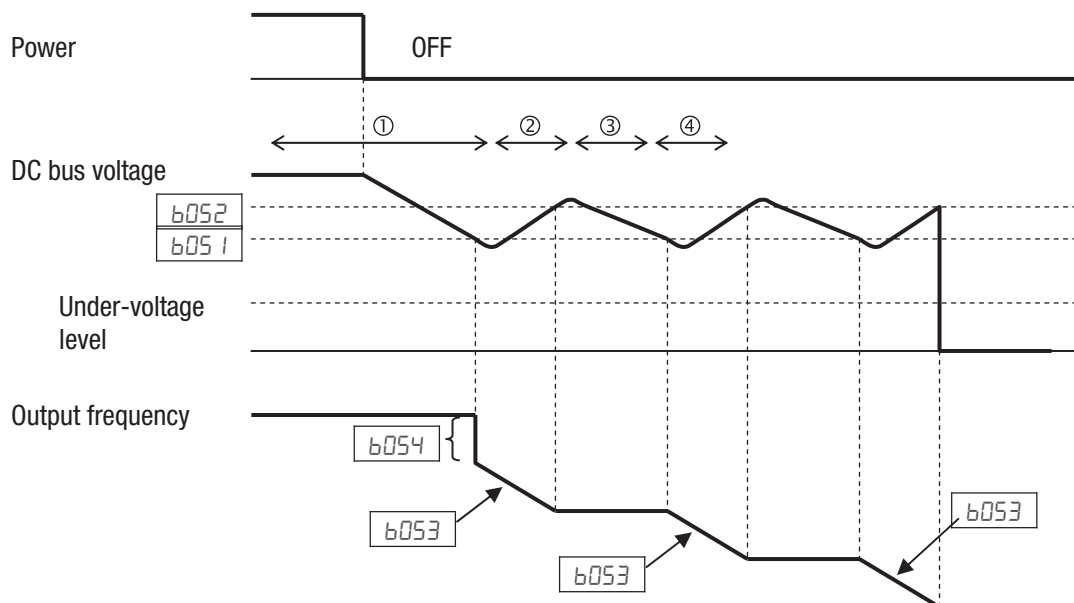 Power
OFF
① ② ③ ④
DC bus voltage
b052
b051
Under-voltage
level
Output frequency
b054
b053
b053
b053